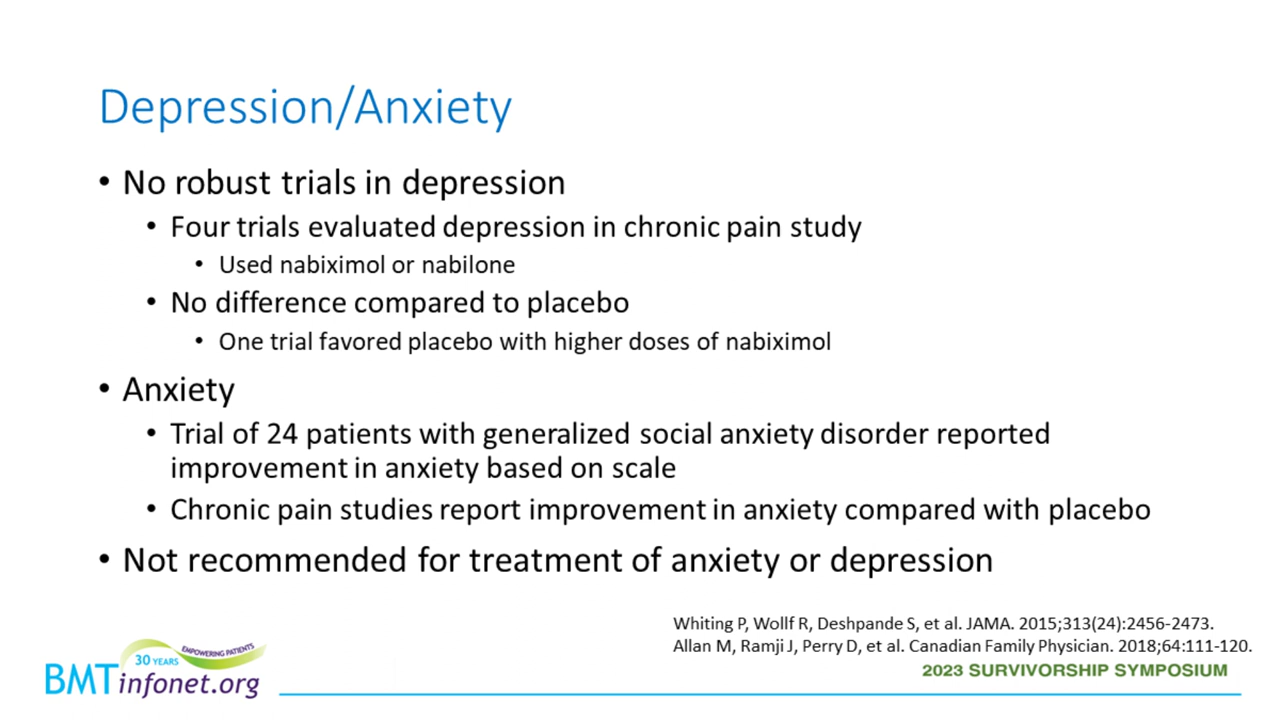 Depression/Anxiety
• No robust trials in depression
• Four trials evaluated depression in chronic pain study
• Used nabiximol or nabilone
• No difference compared to placebo
• One trial favored placebo with higher doses of nabiximol
• Anxiety
• Trial of 24 patients with generalized social anxiety disorder reported
improvement in anxiety based on scale
• Chronic pain studies report improvement in anxiety compared with placebo
• Not recommended for treatment of anxiety or depression
Whiting P, Wollf R, Deshpande S, et al. JAMA. 2015;313(24):2456-2473.
Allan M, Ramji J, Perry D, et al. Canadian Family Physician. 2018;64:111-120.
30 YEARS EMPOWERING PATIENTS
BMTinfonet.org
2023 SURVIVORSHIP SYMPOSIUM